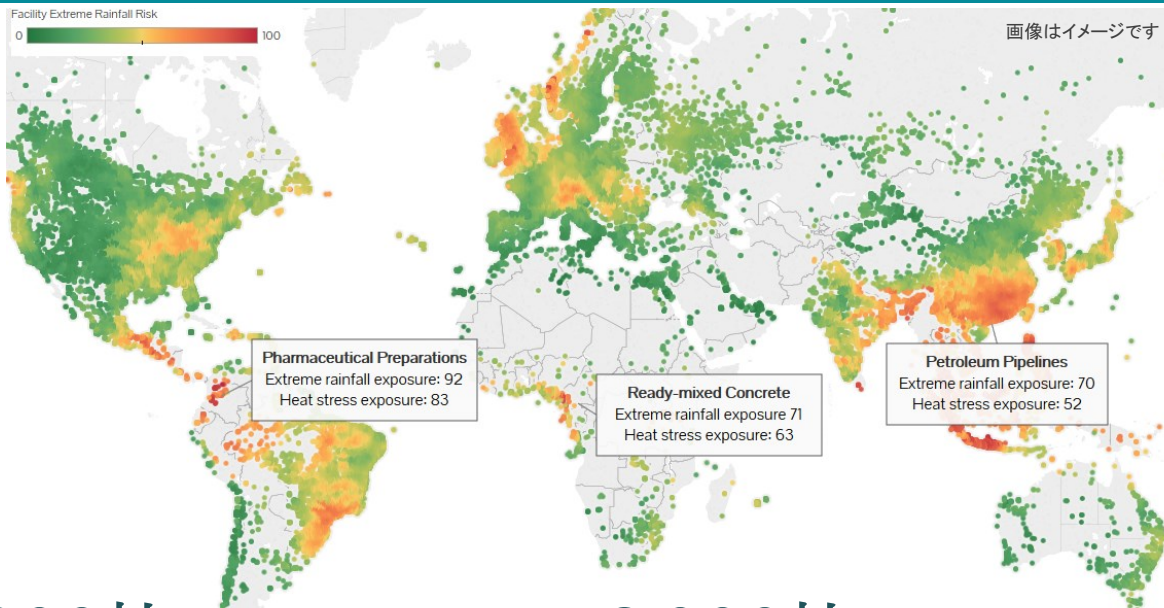 Facility Extreme Rainfall Risk
0 100
画像はイメージです
Pharmaceutical Preparations
Extreme rainfall exposure: 92
Heat stress exposure: 83
Ready-mixed Concrete
Extreme rainfall exposure 71
Heat stress exposure: 63
Petroleum Pipelines
Extreme rainfall exposure: 70
Heat stress exposure: 52